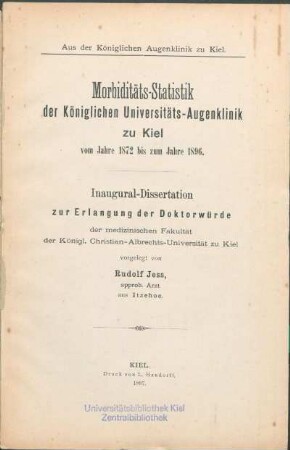 Aus der Königlichen Augenklinik zu Kiel.
Morbiditäts-Statistik
der Königlichen Universitäts-Augenklinik
zu Kiel
vom Jahre 1872 bis zum Jahre 1896.
Inaugural-Dissertation
zur Erlangung der Doktorwürde
der medizinischen Fakultät
der Königl. Christian-Albrechts-Universität zu Kiel
vorgelegt von
Rudolf Jess,
approb. Arzt
aus Itzehoe.
KIEL.
Druck von L. Handorff.
1897.
Universitätsbibliothek Kiel
Zentralbibliothek